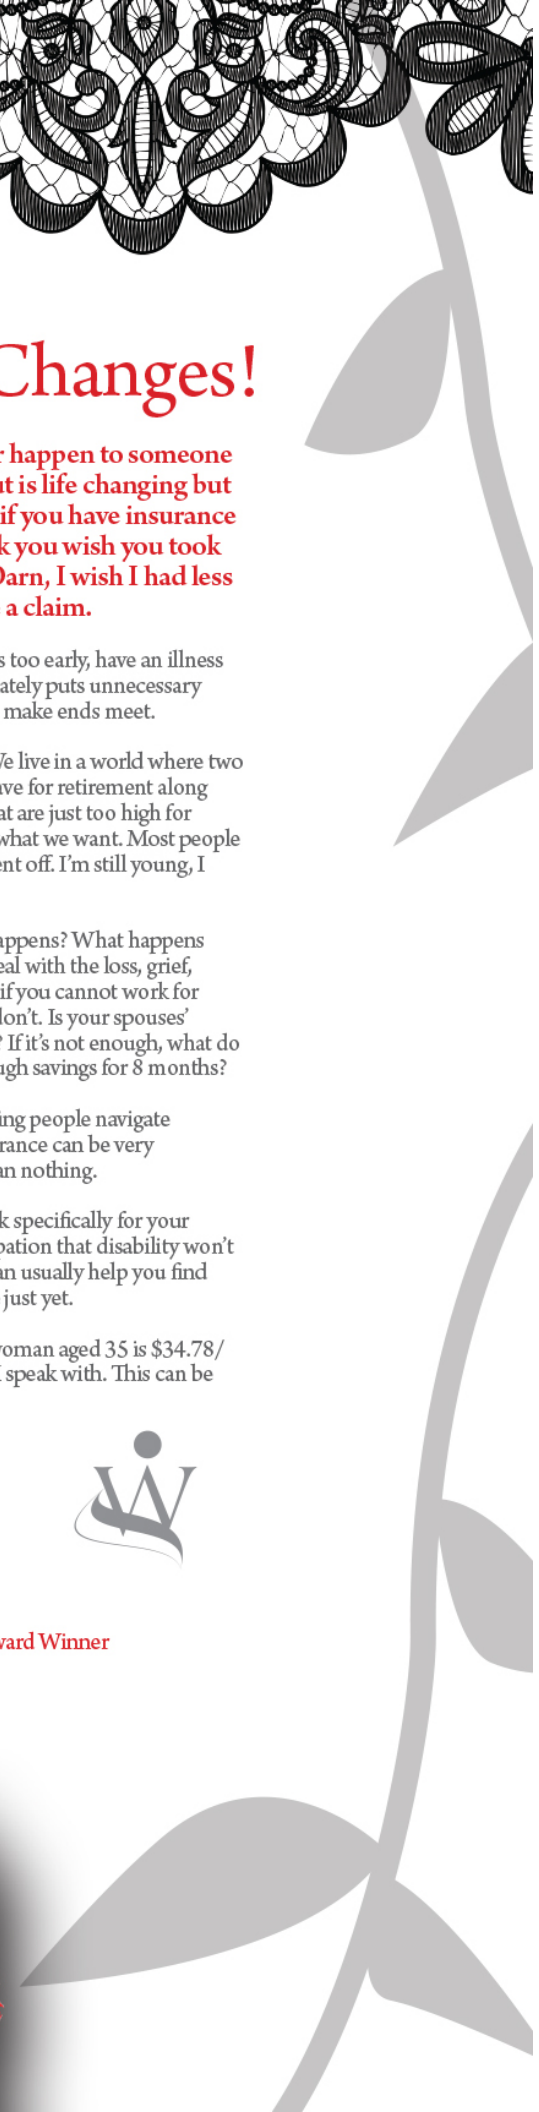 Changes!
r happen to someone
ut is life changing but
if you have insurance
k you wish you took
Darn, I wish I had less
a claim.
s too early, have an illness
ately puts unnecessary
make ends meet.
We live in a world where two
ave for retirement along
at are just too high for
what we want. Most people
ent off. I'm still young, I
appens? What happens
eal with the loss, grief,
if you cannot work for
don't. Is your spouses'
? If it's not enough, what do
ugh savings for 8 months?
ing people navigate
rance can be very
an nothing.
k specifically for your
pation that disability won't
an usually help you find
just yet.
woman aged 35 is $34.78/
I speak with. This can be
W
ward Winner